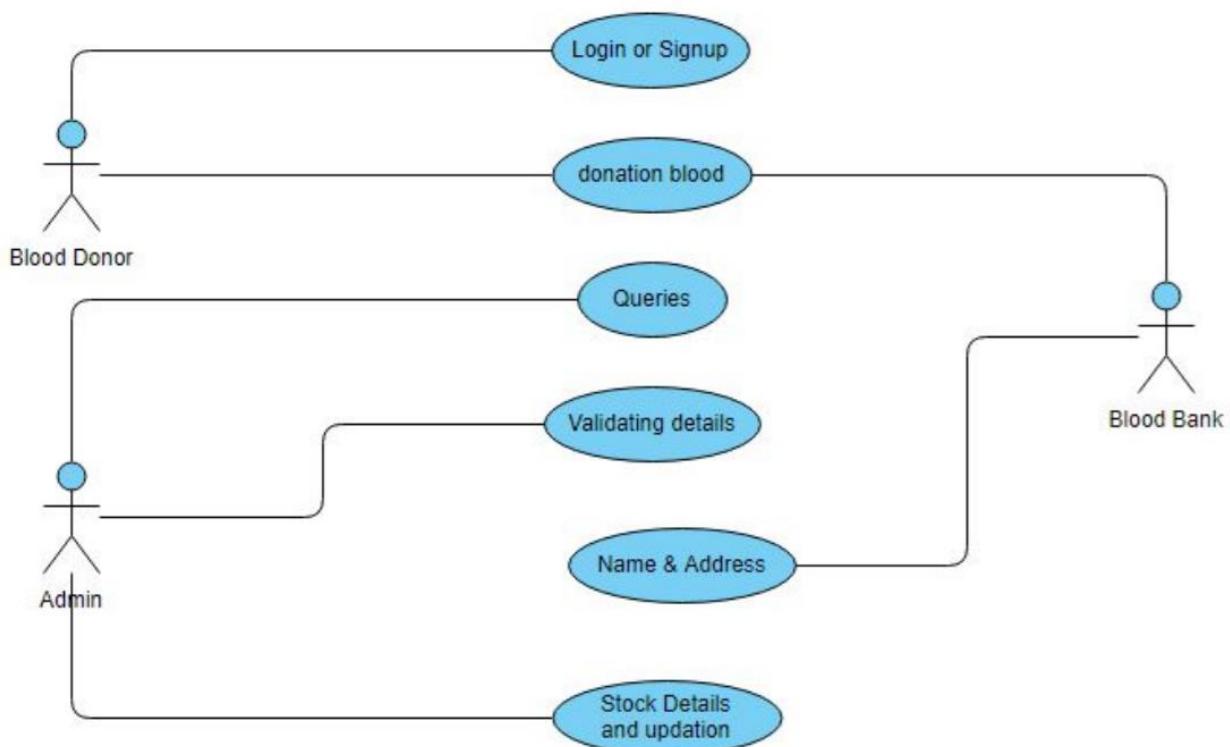 Login or Signup
donation blood
Blood Donor
Queries
Validating details
Blood Bank
Name & Address
Admin
Stock Details
and updation